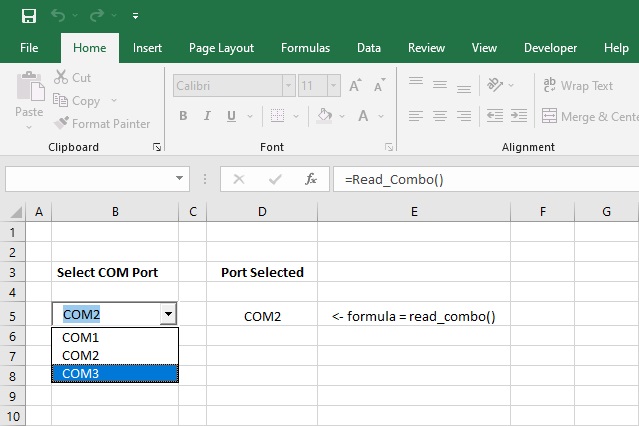 File Home Insert Page Layout Formulas Data Review View Developer Help
Cut
Calibri 11 A A ab Wrap Text
Copy
Paste
Format Painter
B I U A Merge & Cente
Clipboard Font Alignment
fx =Read_Combo()
A B C D E F G
1
2
3 Select COM Port Port Selected
4
5 COM2 COM2 <- formula = read_combo()
6 COM1
7 COM2
8 COM3
9
10